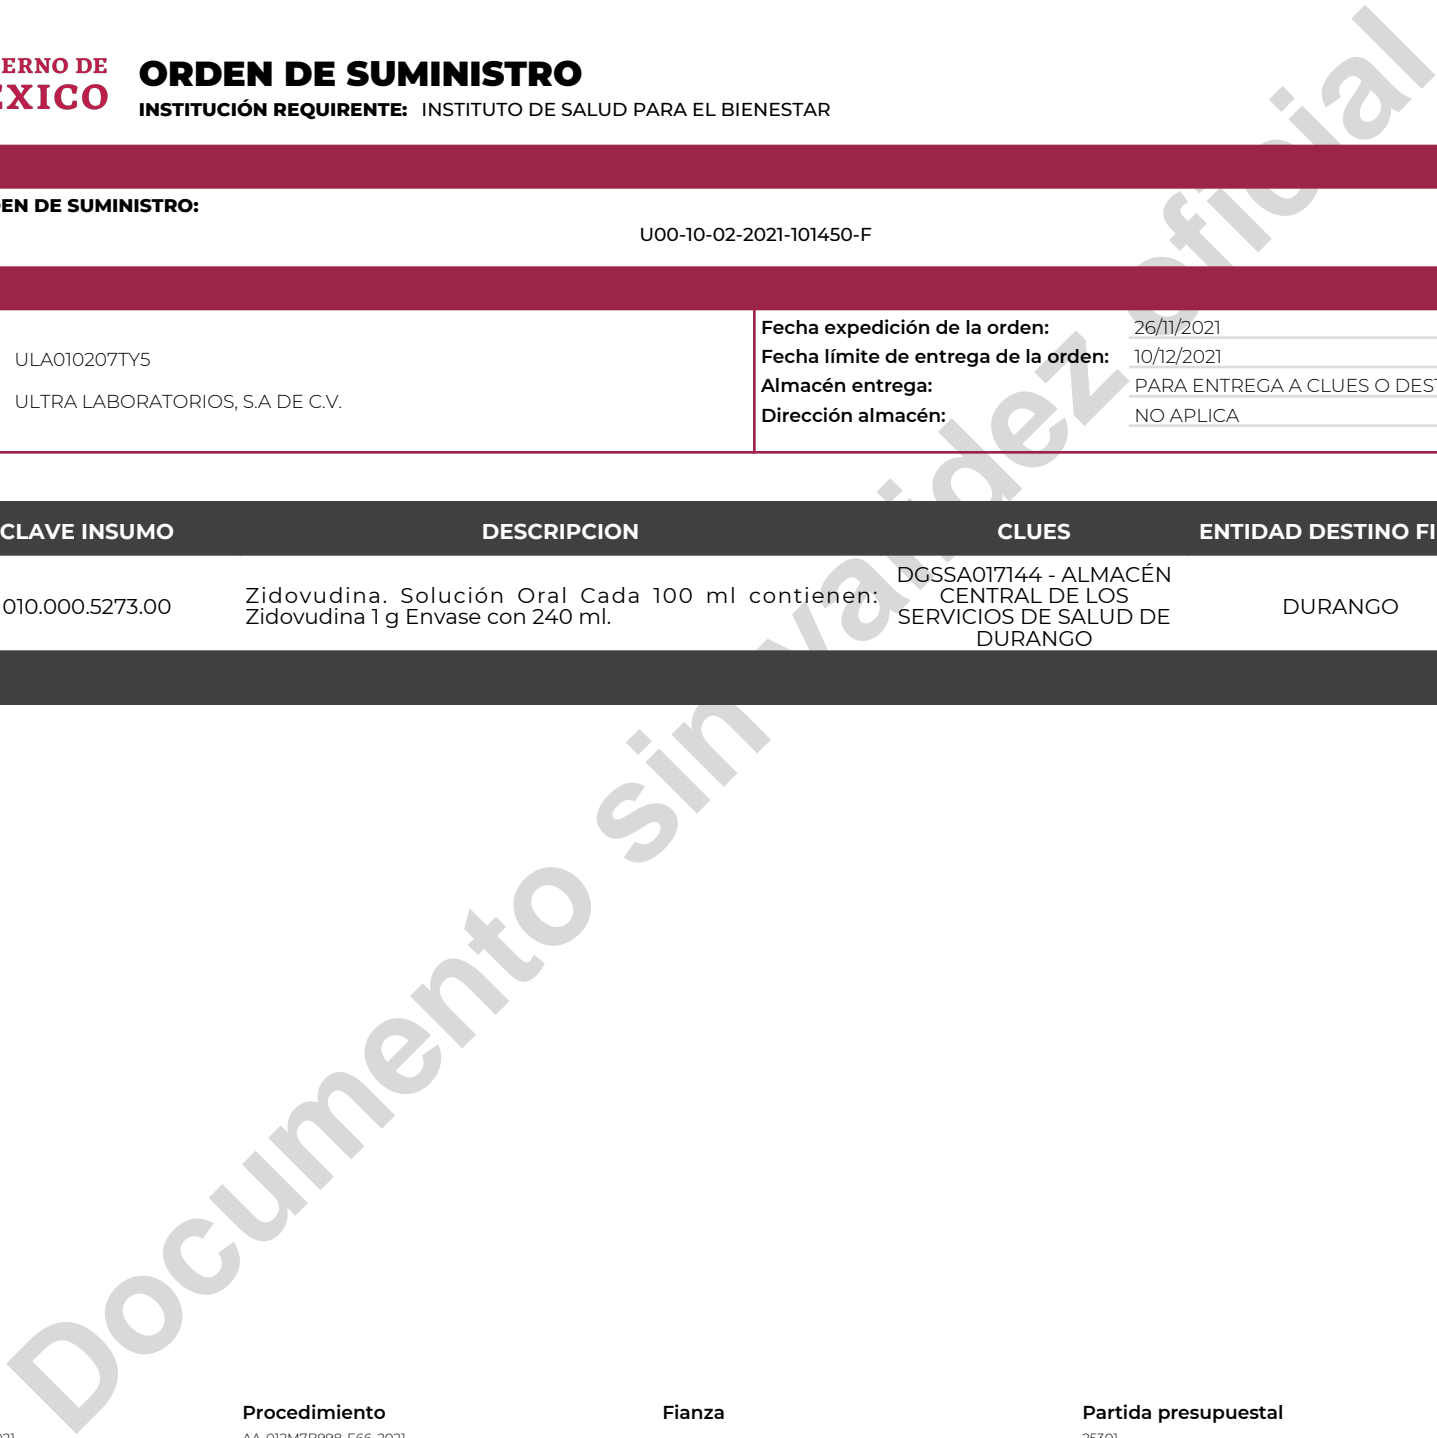 ORDEN DE SUMINISTRO
INSTITUCIÓN REQUIRENTE: INSTITUTO DE SALUD PARA EL BIENESTAR
ERNO DE
XICO
EN DE SUMINISTRO:
U00-10-02-2021-101450-F
ULA010207TY5
ULTRA LABORATORIOS, S.A DE C.V.
Fecha expedición de la orden: 26/11/2021
Fecha límite de entrega de la orden: 10/12/2021
Almacén entrega: PARA ENTREGA A CLUES O DEST
Dirección almacén: NO APLICA
CLAVE INSUMO DESCRIPCION CLUES ENTIDAD DESTINO FI
010.000.5273.00
Zidovudina. Solución Oral Cada 100 ml contienen:
Zidovudina 1 g Envase con 240 ml.
DGSSA017144 - ALMACÉN
CENTRAL DE LOS
SERVICIOS DE SALUD DE
DURANGO
DURANGO
Documento sin validez oficial
Procedimiento Fianza Partida presupuestal